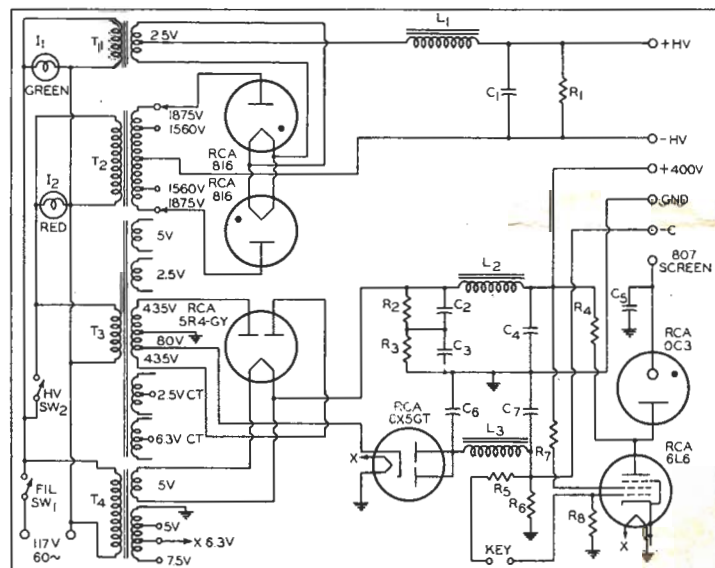 I1
GREEN
T1
2.5V
L1
+HV
C1
R1
-HV
1875V
1560V
RCA
816
T2
RCA
816
1560V
1875V
I2
RED
5V
2.5V
+400V
GND
-C
807
SCREEN
L2
T3
435V
80V
435V
RCA
5R4-GY
R2
C2
R3
C3
C4
R4
C5
RCA
0C3
HV
SW2
2.5V CT
6.3V CT
C6
C7
RCA
0X5GT
L3
R7
RCA
6L6
FIL
SW1
T4
5V
X
R5
R6
R8
X
117V
60~
5V
X 6.3V
7.5V
KEY